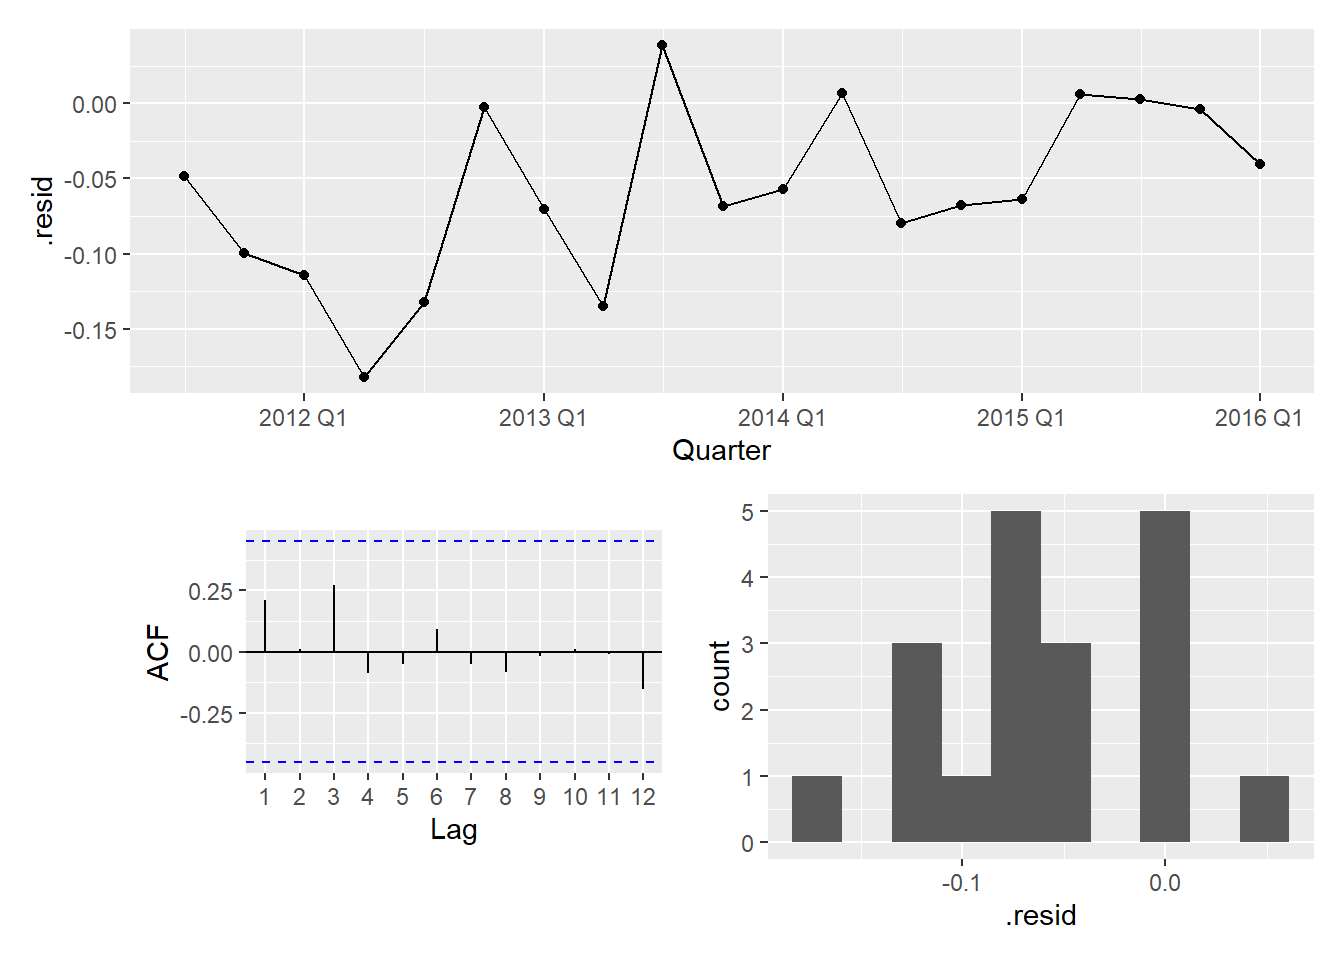 0.00
-0.05
-0.10
-0.15
.resid
2012 Q1 2013 Q1 2014 Q1 2015 Q1 2016 Q1
Quarter
0.25
0.00
-0.25
ACF
1 2 3 4 5 6 7 8 9 10 11 12
Lag
5
4
3
2
1
0
count
-0.1 0.0
.resid